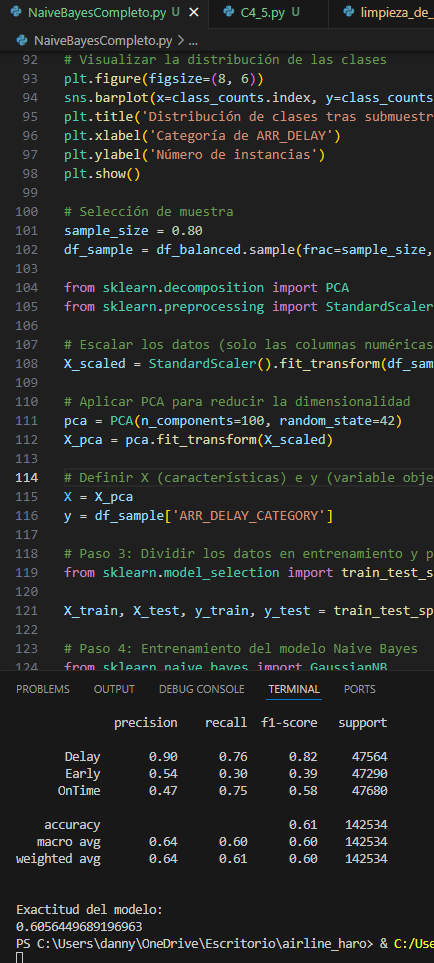 NaiveBayesCompleto.py U
C4_5.py U
limpieza_de_
NaiveBayesCompleto.py > ...
92 # Visualizar la distribución de las clases
93 plt.figure(figsize=(8, 6))
94 sns.barplot(x=class_counts.index, y=class_counts
95 plt.title('Distribución de clases tras submuestr
96 plt.xlabel('Categoría de ARR_DELAY')
97 plt.ylabel('Número de instancias')
98 plt.show()
99
100 # Selección de muestra
101 sample_size = 0.80
102 df_sample = df_balanced.sample(frac=sample_size,
103
104 from sklearn.decomposition import PCA
105 from sklearn.preprocessing import StandardScaler
106
107 # Escalar los datos (solo las columnas numéricas
108 X_scaled = StandardScaler().fit_transform(df_sam
109
110 # Aplicar PCA para reducir la dimensionalidad
111 pca = PCA(n_components=100, random_state=42)
112 X_pca = pca.fit_transform(X_scaled)
113
114 # Definir X (características) e y (variable obje
115 X = X_pca
116 y = df_sample['ARR_DELAY_CATEGORY']
117
118 # Paso 3: Dividir los datos en entrenamiento y p
119 from sklearn.model_selection import train_test_s
120
121 X_train, X_test, y_train, y_test = train_test_sp
122
123 # Paso 4: Entrenamiento del modelo Naive Bayes
124 from sklearn.naive_bayes import GaussianNB
PROBLEMS OUTPUT DEBUG CONSOLE TERMINAL PORTS
precision recall f1-score support
Delay 0.90 0.76 0.82 47564
Early 0.54 0.30 0.39 47290
OnTime 0.47 0.75 0.58 47680
accuracy 0.61 142534
macro avg 0.64 0.60 0.60 142534
weighted avg 0.64 0.61 0.60 142534
Exactitud del modelo:
0.6056449689196963
PS C:\Users\danny\OneDrive\Escritorio\airline_haro> & C:/Use